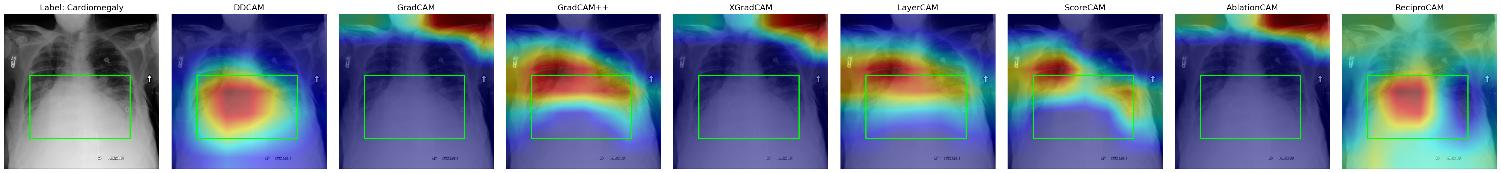 Label: Cardiomegaly
DDCAM
GradCAM
GradCAM++
XGradCAM
LayerCAM
ScoreCAM
AblationCAM
ReciproCAM